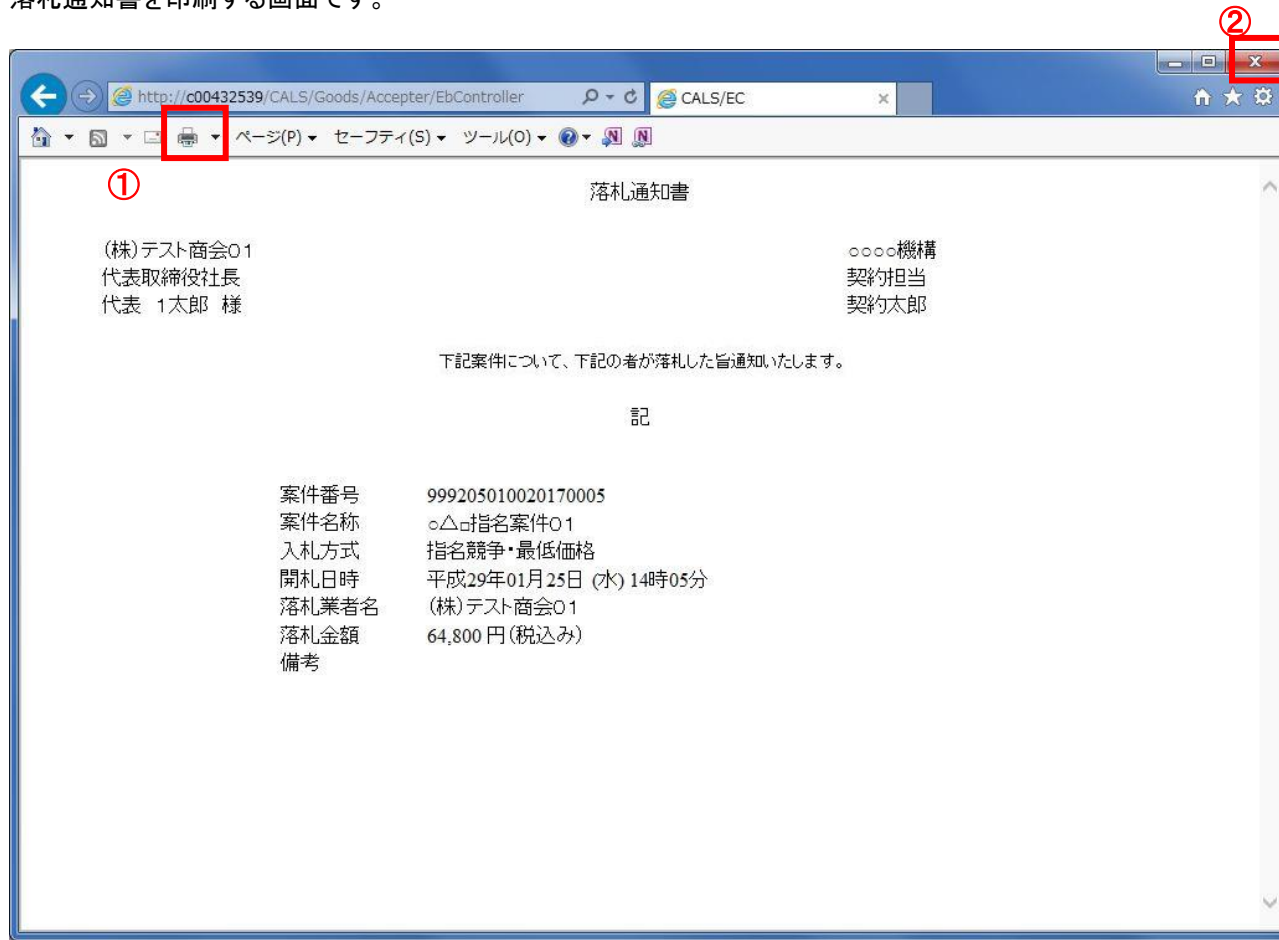 落札通知書を印刷する画面です。
②
http://c00432539/CALS/Goods/Accepter/EbController
CALS/EC
ページ(P) セーフティ(S) ツール(O)
①
落札通知書
(株)テスト商会01
代表取締役社長
代表 1太郎 様
○○○○機構
契約担当
契約太郎
下記案件について、下記の者が落札した旨通知いたします。
記
案件番号 999205010020170005
案件名称 ○△□指名案件01
入札方式 指名競争・最低価格
開札日時 平成29年01月25日 (水) 14時05分
落札業者名 (株)テスト商会01
落札金額 64,800 円(税込み)
備考